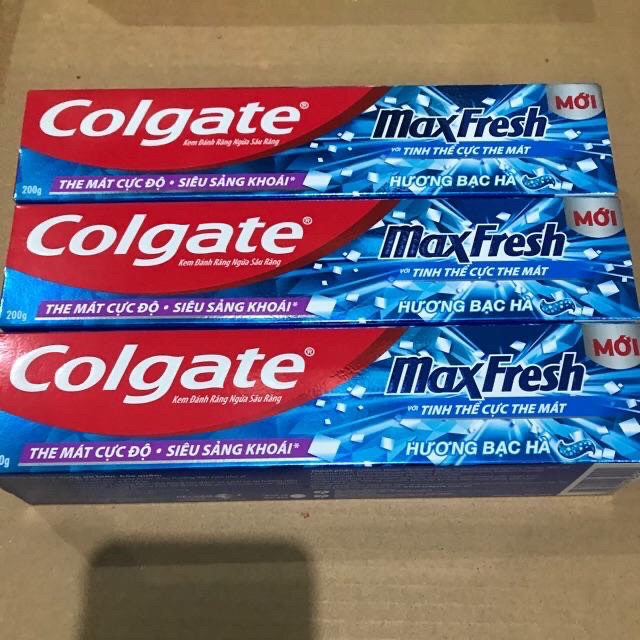 Colgate®
Kem Đánh Răng Ngừa Sâu Răng
THE MÁT CỰC ĐỘ • SIÊU SẢNG KHOÁI*
200g
MaxFresh
MỚI
với TINH THỂ CỰC THE MÁT
HƯƠNG BẠC HÀ
Colgate®
Kem Đánh Răng Ngừa Sâu Răng
THE MÁT CỰC ĐỘ • SIÊU SẢNG KHOÁI*
200g
MaxFresh
MỚI
với TINH THỂ CỰC THE MÁT
HƯƠNG BẠC HÀ
Colgate®
Kem Đánh Răng Ngừa Sâu Răng
THE MÁT CỰC ĐỘ • SIÊU SẢNG KHOÁI*
0g
MaxFresh
MỚI
với TINH THỂ CỰC THE MÁT
HƯƠNG BẠC HÀ